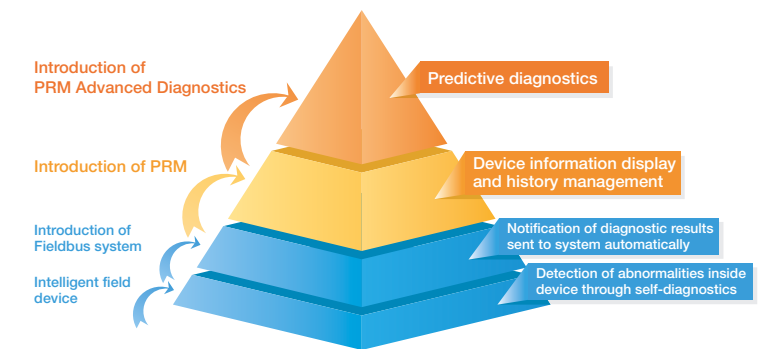 Introduction of
PRM Advanced Diagnostics
Predictive diagnostics
Introduction of PRM
Device information display
and history management
Introduction of
Fieldbus system
Notification of diagnostic results
sent to system automatically
Intelligent field
device
Detection of abnormalities inside
device through self-diagnostics